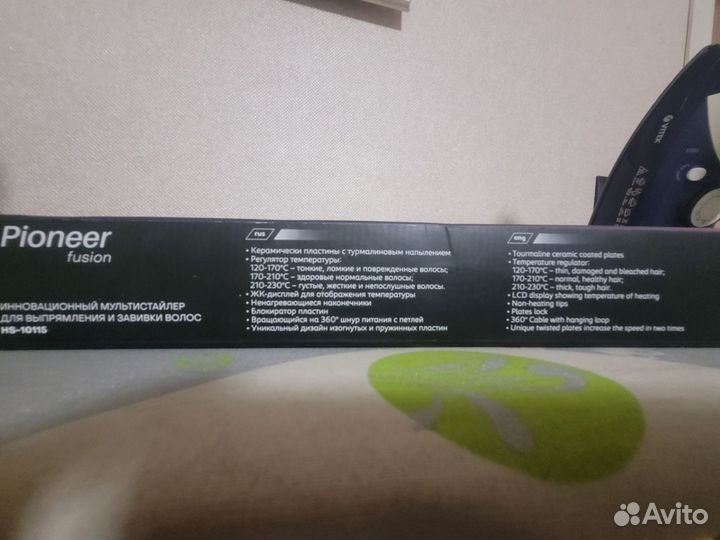 Pioneer
fusion
ИННОВАЦИОННЫЙ МУЛЬТИСТАЙЛЕР
ДЛЯ ВЫПРЯМЛЕНИЯ И ЗАВИВКИ ВОЛОС
HS-10115
rus
• Керамически пластины с турмалиновым напылением
• Регулятор температуры:
120-170°C – тонкие, ломкие и поврежденные волосы;
170-210°C – здоровые нормальные волосы;
210-230°C – густые, жесткие и непослушные волосы.
• ЖК-дисплей для отображения температуры
• Ненагревающиеся наконечники
• Блокиратор пластин
• Вращающийся на 360° шнур питания с петлей
• Уникальный дизайн изогнутых и пружинных пластин
eng
• Tourmaline ceramic coated plates
• Temperature regulator:
120-170°C – thin, damaged and bleached hair;
170-210°C – normal, healthy hair;
210-230°C – thick, tough hair.
• LCD display showing temperature of heating
• Non-heating tips
• Plates lock
• 360° Cable with hanging loop
• Unique twisted plates increase the speed in two times
VITEK
Avito